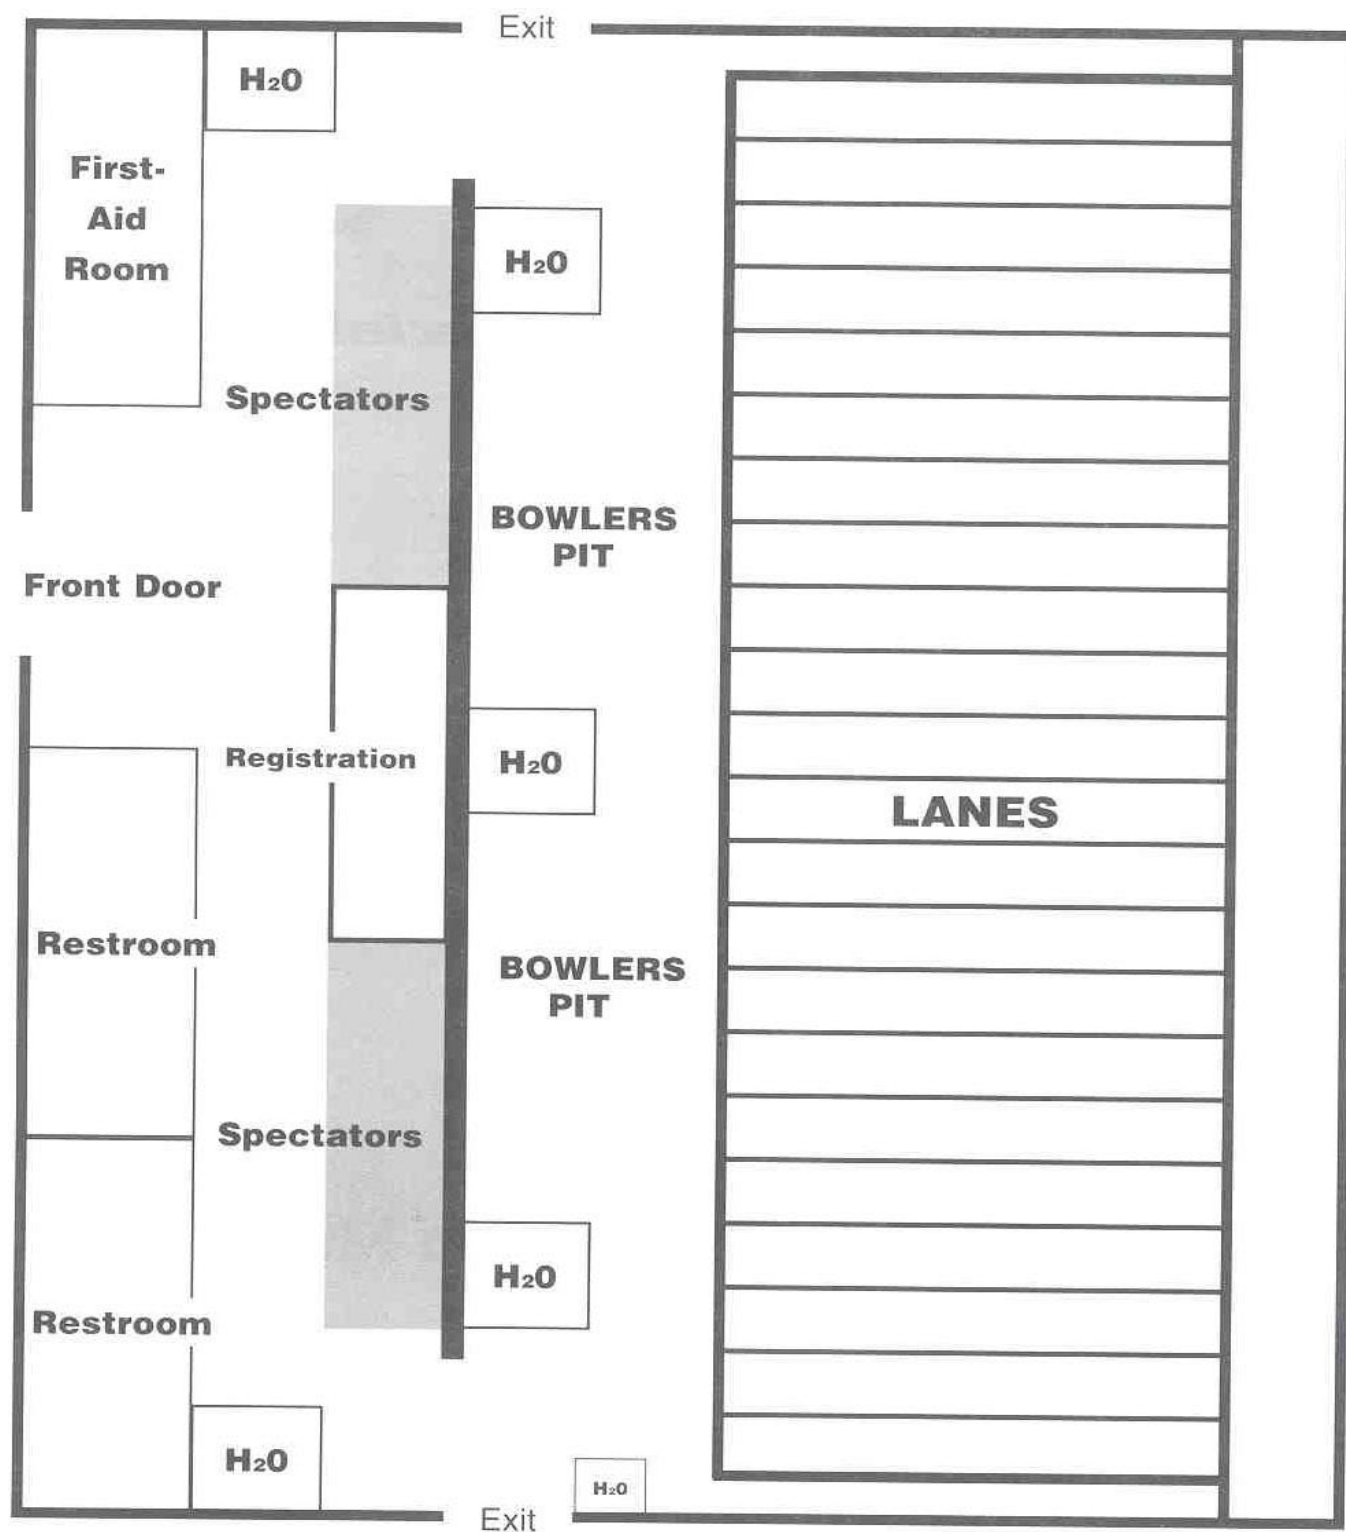 Exit
H₂O
First-
Aid
Room
H₂O
Spectators
BOWLERS
PIT
Front Door
Registration
H₂O
LANES
Restroom
BOWLERS
PIT
Spectators
H₂O
Restroom
H₂O
H₂O
Exit